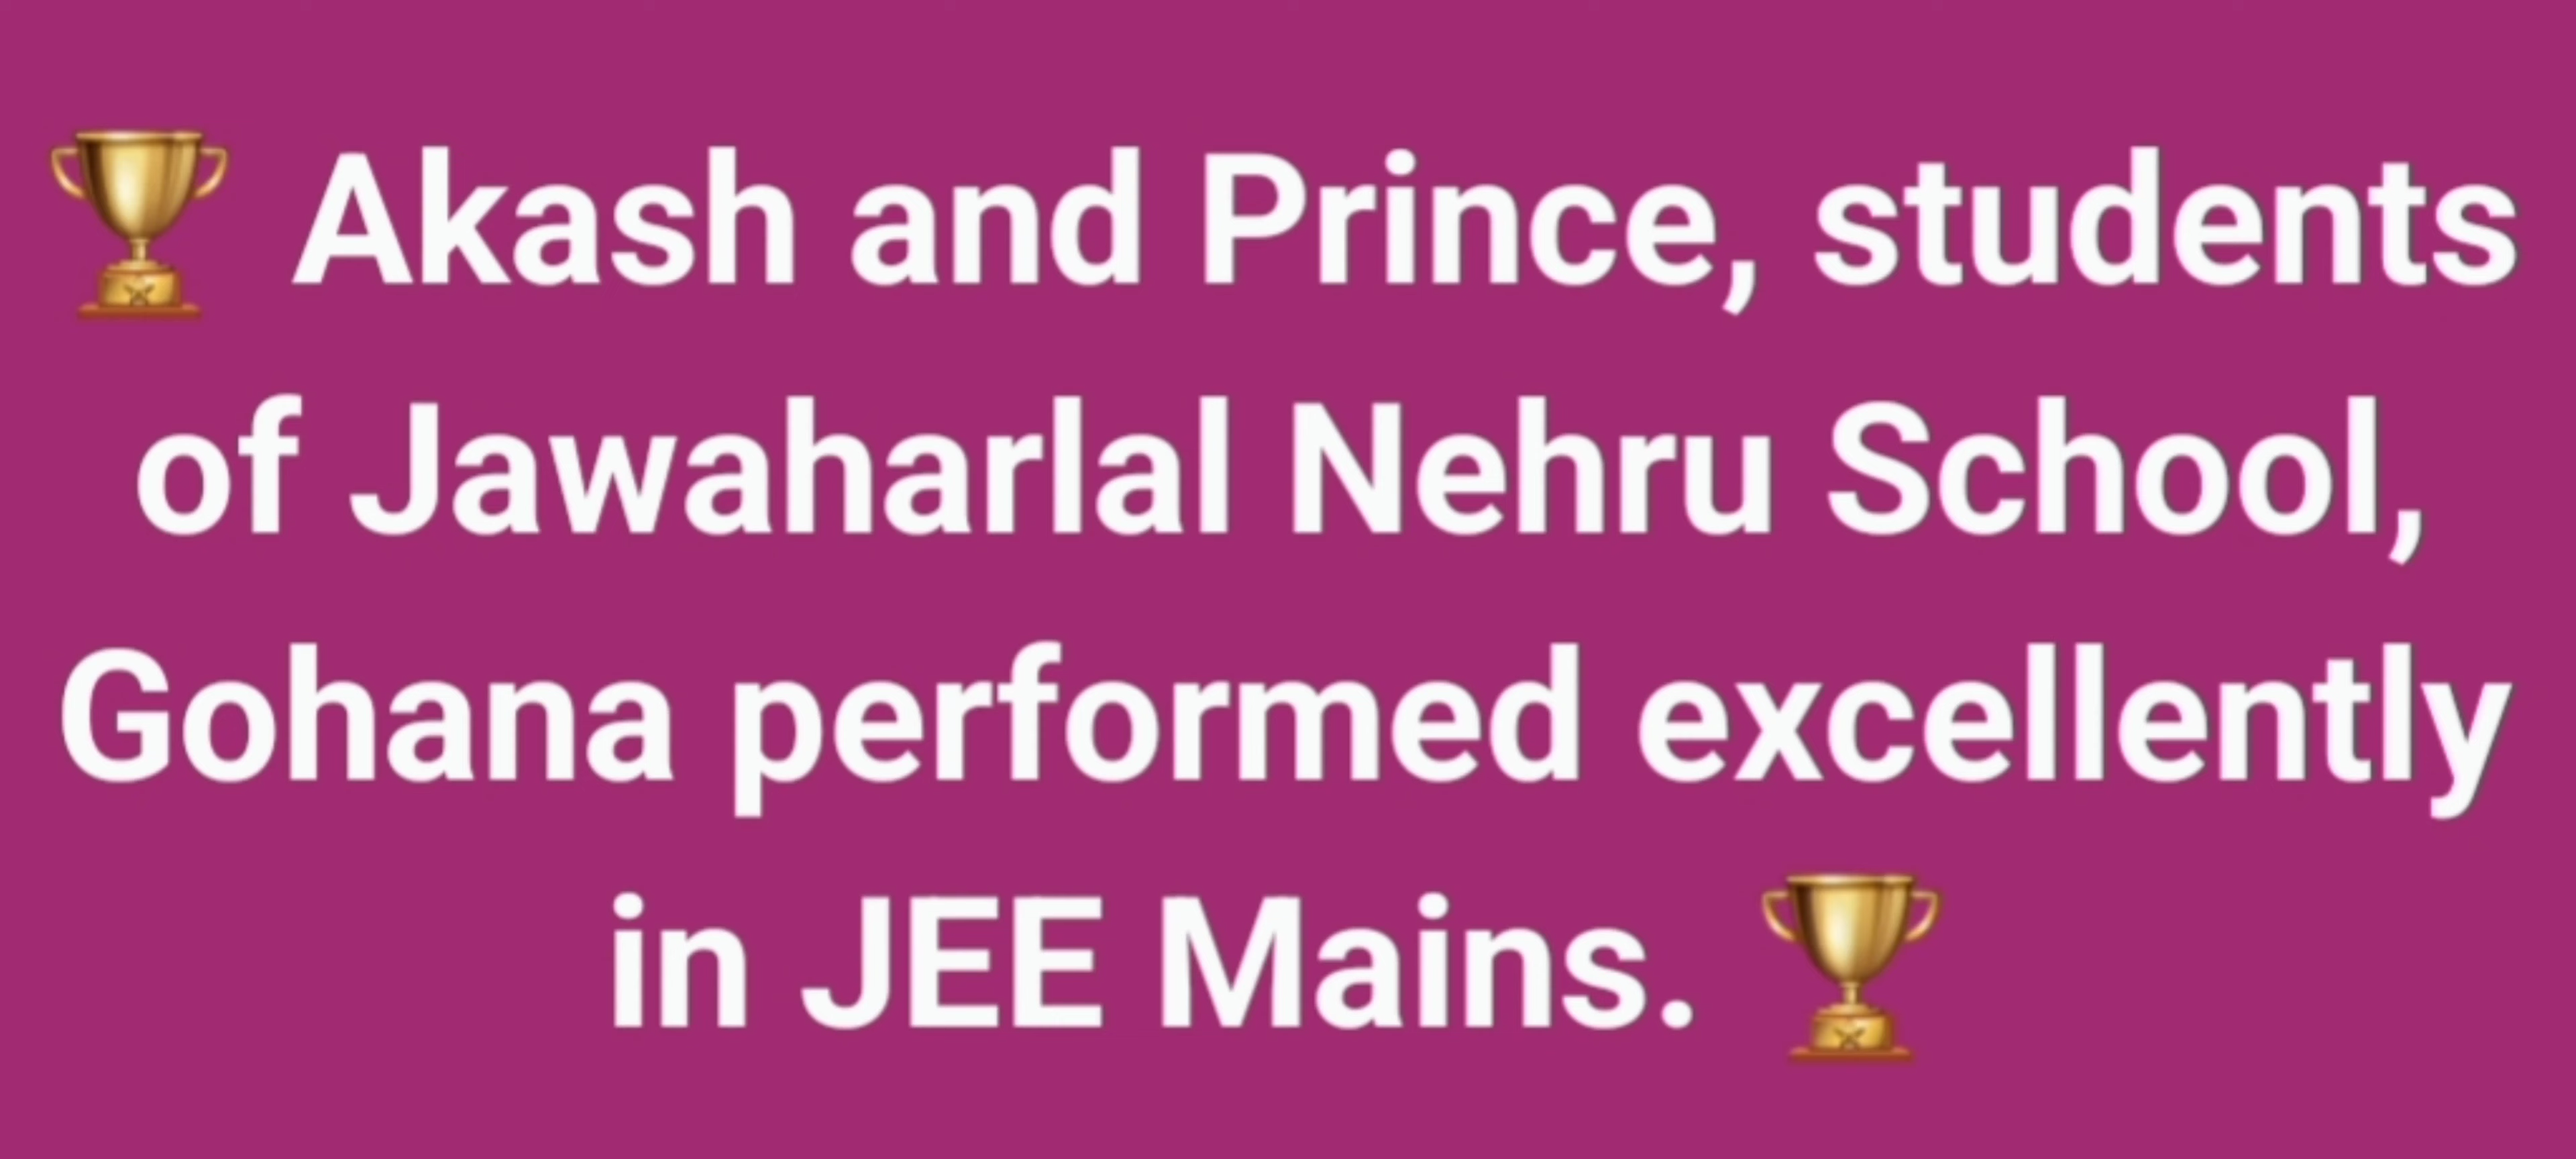 🏆 Akash and Prince, students
of Jawaharlal Nehru School,
Gohana performed excellently
in JEE Mains. 🏆